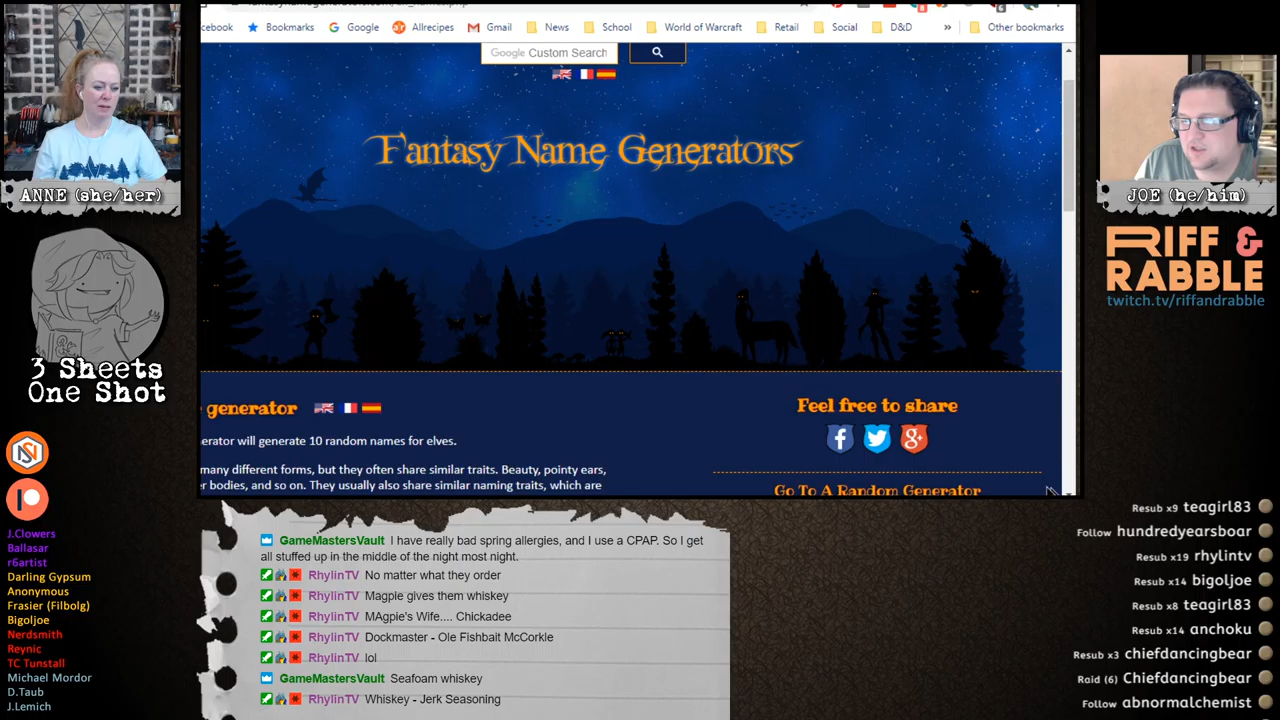 cebook Bookmarks Google Allrecipes Gmail News School World of Warcraft Retail Social D&D » Other bookmarks
Google Custom Search
Fantasy Name Generators
generator
erator will generate 10 random names for elves.
many different forms, but they often share similar traits. Beauty, pointy ears,
r bodies, and so on. They usually also share similar naming traits, which are
Feel free to share
Go To A Random Generator
ANNE (she/her)
JOE (he/him)
RIFF &
RABBLE
twitch.tv/riffandrabble
3 Sheets
One Shot
J.Clowers
Ballasar
r6artist
Darling Gypsum
Anonymous
Frasier (Filbolg)
Bigoljoe
Nerdsmith
Reynic
TC Tunstall
Michael Mordor
D.Taub
J.Lemich
GameMastersVault I have really bad spring allergies, and I use a CPAP. So I get
all stuffed up in the middle of the night most night.
RhylinTV No matter what they order
RhylinTV Magpie gives them whiskey
RhylinTV MAgpie's Wife.... Chickadee
RhylinTV Dockmaster - Ole Fishbait McCorkle
RhylinTV lol
GameMastersVault Seafoam whiskey
RhylinTV Whiskey - Jerk Seasoning
Resub x9 teagirl83
Follow hundredyearsboar
Resub x19 rhylintv
Resub x14 bigoljoe
Resub x8 teagirl83
Resub x14 anchoku
Resub x3 chiefdancingbear
Raid (6) Chiefdancingbear
Follow abnormalchemist